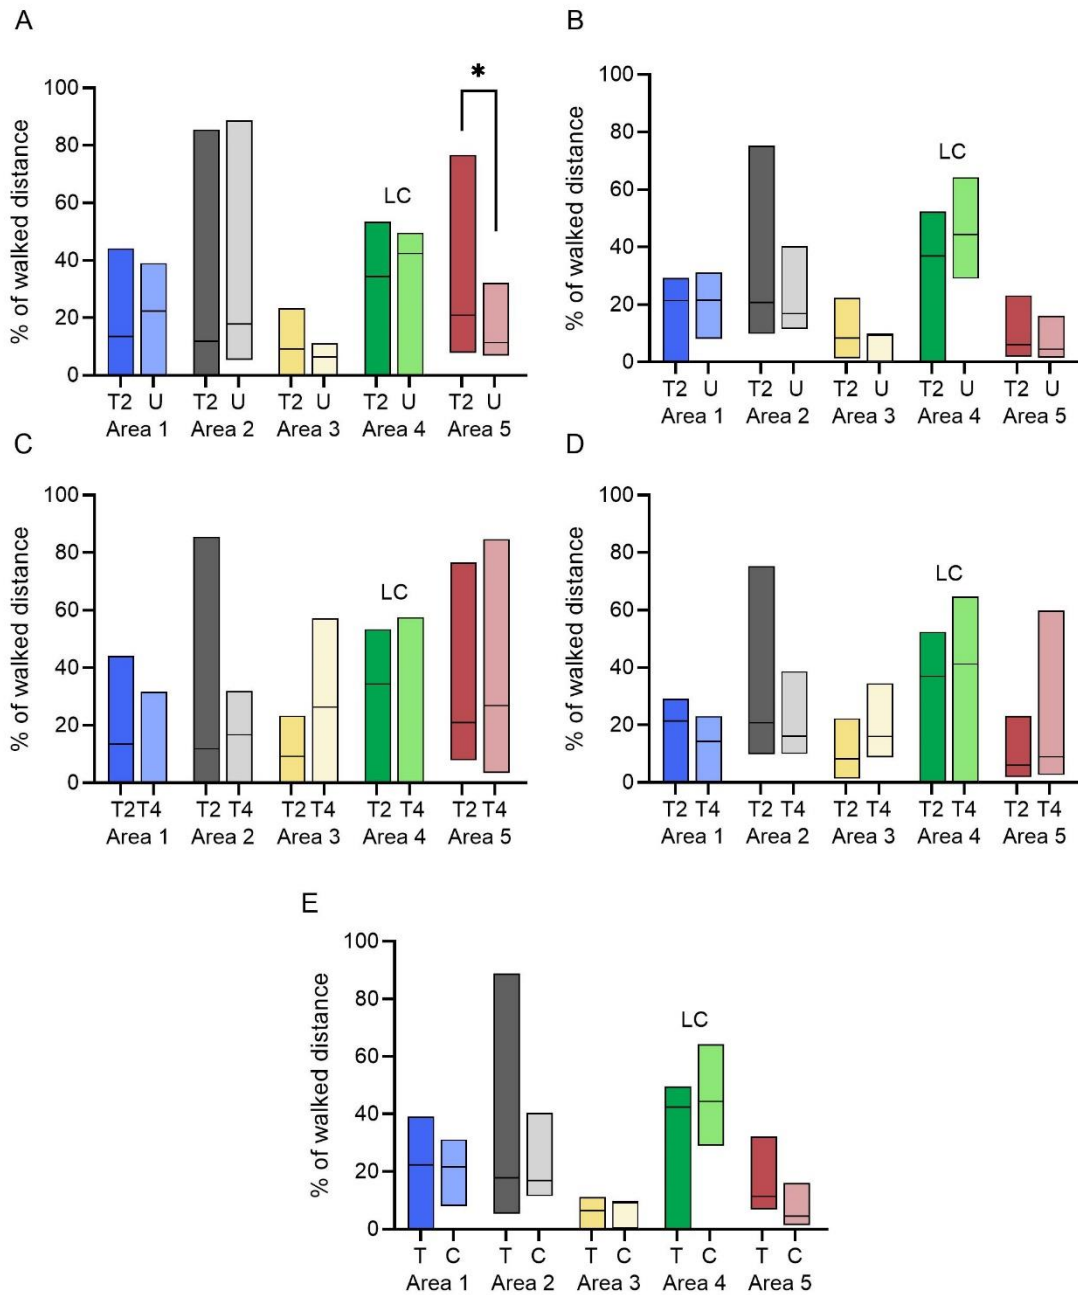 A
% of walked distance
100
80
60
40
20
0
LC
*
T2 U T2 U T2 U T2 U T2 U
Area 1 Area 2 Area 3 Area 4 Area 5
B
% of walked distance
100
80
60
40
20
0
LC
T2 U T2 U T2 U T2 U T2 U
Area 1 Area 2 Area 3 Area 4 Area 5
C
% of walked distance
100
80
60
40
20
0
LC
T2 T4 T2 T4 T2 T4 T2 T4 T2 T4
Area 1 Area 2 Area 3 Area 4 Area 5
D
% of walked distance
100
80
60
40
20
0
LC
T2 T4 T2 T4 T2 T4 T2 T4 T2 T4
Area 1 Area 2 Area 3 Area 4 Area 5
E
% of walked distance
100
80
60
40
20
0
LC
T C T C T C T C T C
Area 1 Area 2 Area 3 Area 4 Area 5